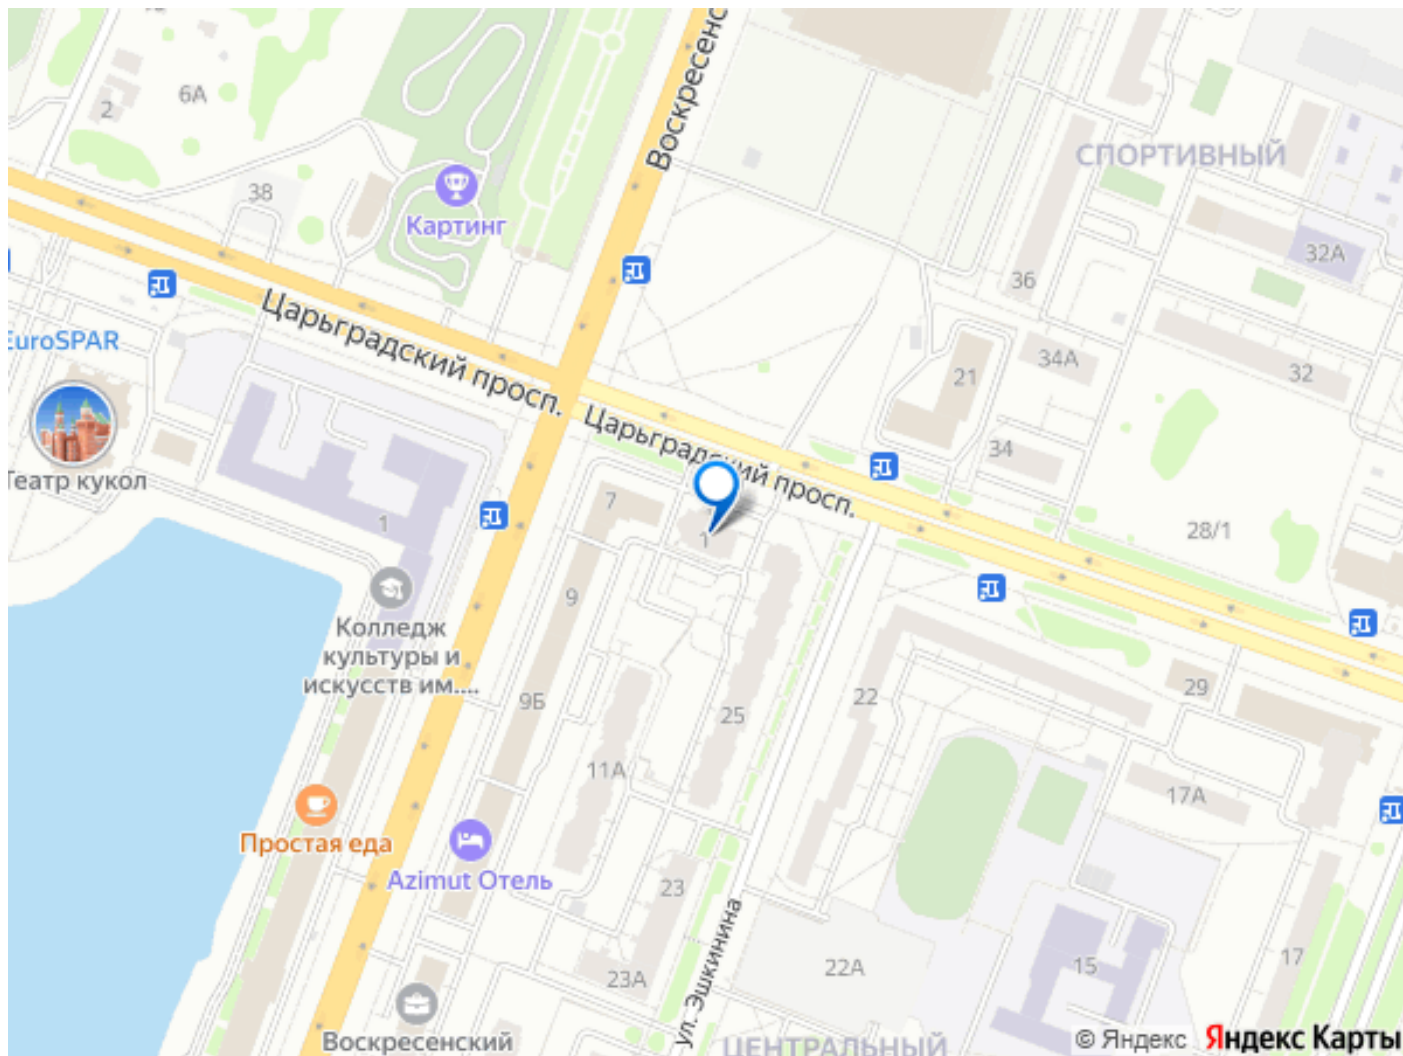 6А
2
38
Картинг
Воскресенс
СПОРТИВНЫЙ
32А
36
34А
32
21
34
28/1
Царьградский просп.
Царьградский просп.
EuroSPAR
Театр кукол
1
7
1
9
9Б
Колледж
культуры и
искусств им....
25
22
29
11А
17А
Простая еда
Azimut Отель
23
23А
ул. Эшкинина
22А
15
17
Воскресенский
ЦЕНТРАЛЬНЫЙ
© Яндекс Яндекс Карты